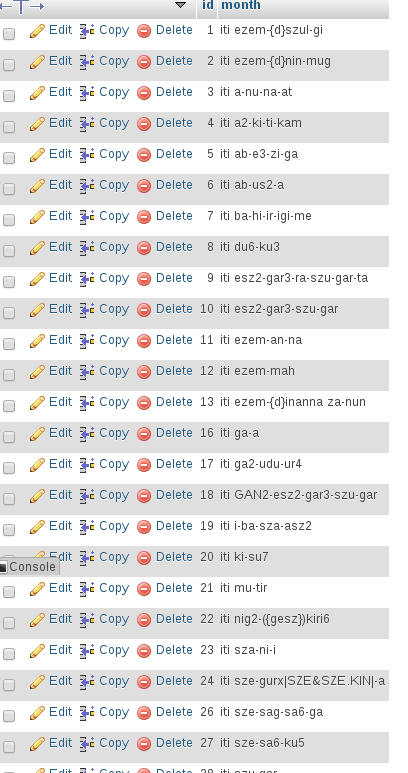 id month
Edit Copy Delete 1 iti ezem-{d}szul-gi
Edit Copy Delete 2 iti ezem-{d}nin-mug
Edit Copy Delete 3 iti a-nu-na-at
Edit Copy Delete 4 iti a2-ki-ti-kam
Edit Copy Delete 5 iti ab-e3-zi-ga
Edit Copy Delete 6 iti ab-us2-a
Edit Copy Delete 7 iti ba-hi-ir-igi-me
Edit Copy Delete 8 iti du6-ku3
Edit Copy Delete 9 iti esz2-gar3-ra-szu-gar-ta
Edit Copy Delete 10 iti esz2-gar3-szu-gar
Edit Copy Delete 11 iti ezem-an-na
Edit Copy Delete 12 iti ezem-mah
Edit Copy Delete 13 iti ezem-{d}inanna za-nun
Edit Copy Delete 16 iti ga-a
Edit Copy Delete 17 iti ga2-udu-ur4
Edit Copy Delete 18 iti GAN2-esz2-gar3-szu-gar
Edit Copy Delete 19 iti i-ba-sza-asz2
Edit Copy Delete 20 iti ki-su7
Console
Edit Copy Delete 21 iti mu-tir
Edit Copy Delete 22 iti nig2-({gesz})kiri6
Edit Copy Delete 23 iti sza-ni-i
Edit Copy Delete 24 iti sze-gurx|SZE&SZE.KIN|-a
Edit Copy Delete 26 iti sze-sag-sa6-ga
Edit Copy Delete 27 iti sze-sa6-ku5
Edit Copy Delete 28 iti szu-gar